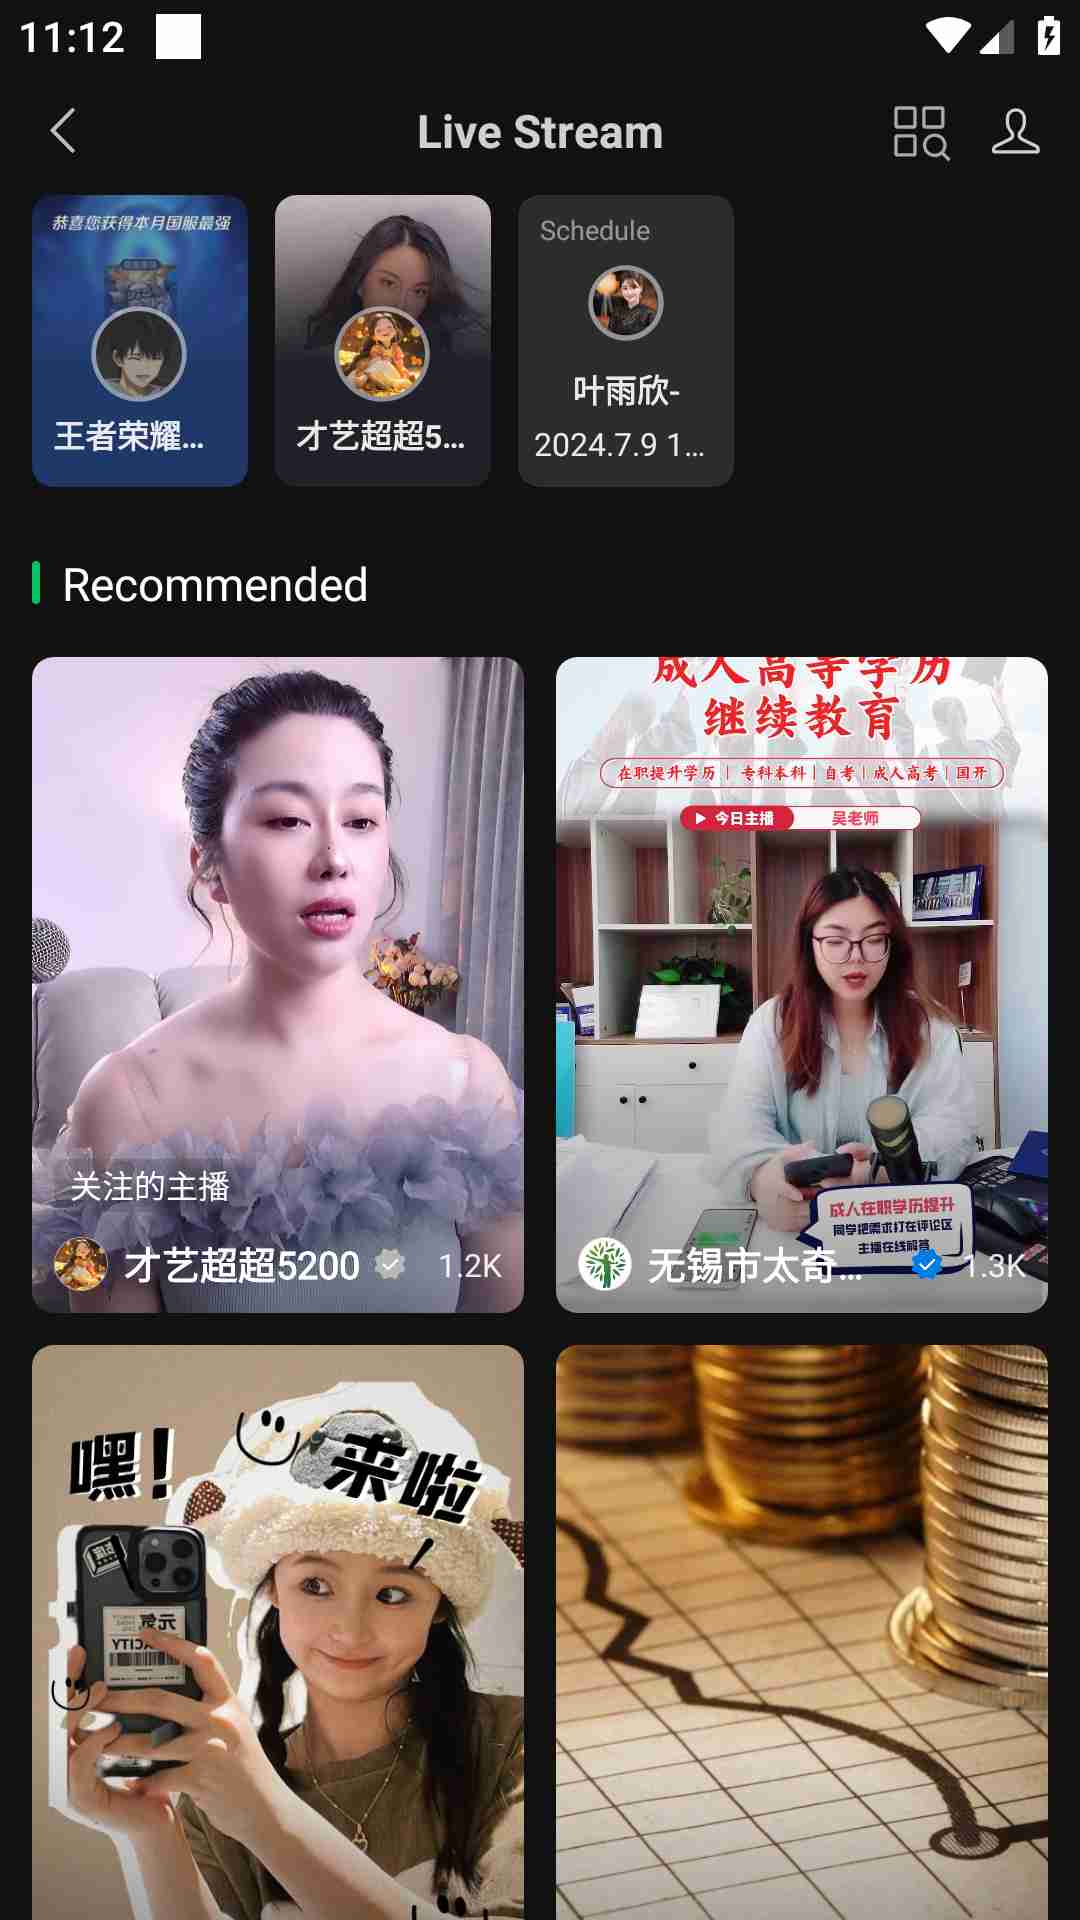 11:12
Live Stream
恭喜您获得本月国服最强
王者荣耀...
才艺超超5...
Schedule
叶雨欣-
2024.7.9 1...
Recommended
关注的主播
才艺超超5200
1.2K
成人高等学历
继续教育
在职提升学历 | 专科本科 | 自考 | 成人高考 | 国开
今日主播
吴老师
成人在职学历提升
同学把需求打在评论区
主播在线解答
无锡市太奇...
1.3K
嘿!
来啦